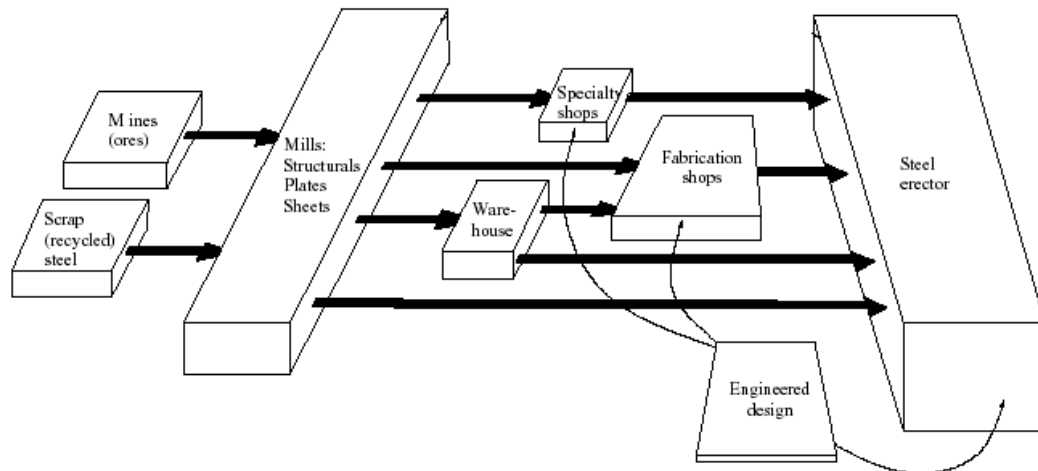 M ines
(ores)
Scrap
(recycled)
steel
Mills:
Structurals
Plates
Sheets
Specialty
shops
Fabrication
shops
Ware-
house
Steel
erector
Engineered
design